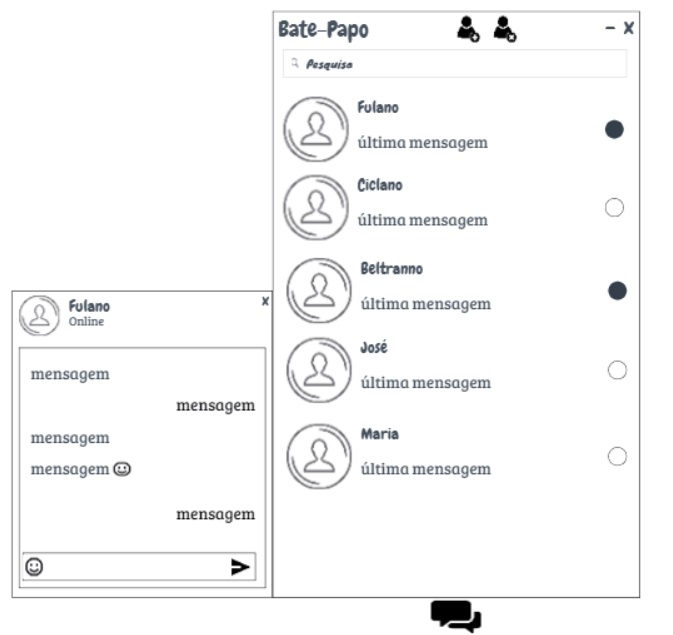 Bate-Papo
– X
Pesquisa
Fulano
última mensagem
Ciclano
última mensagem
Beltranno
última mensagem
José
última mensagem
Maria
última mensagem
Fulano
x
Online
mensagem
mensagem
mensagem
mensagem
mensagem